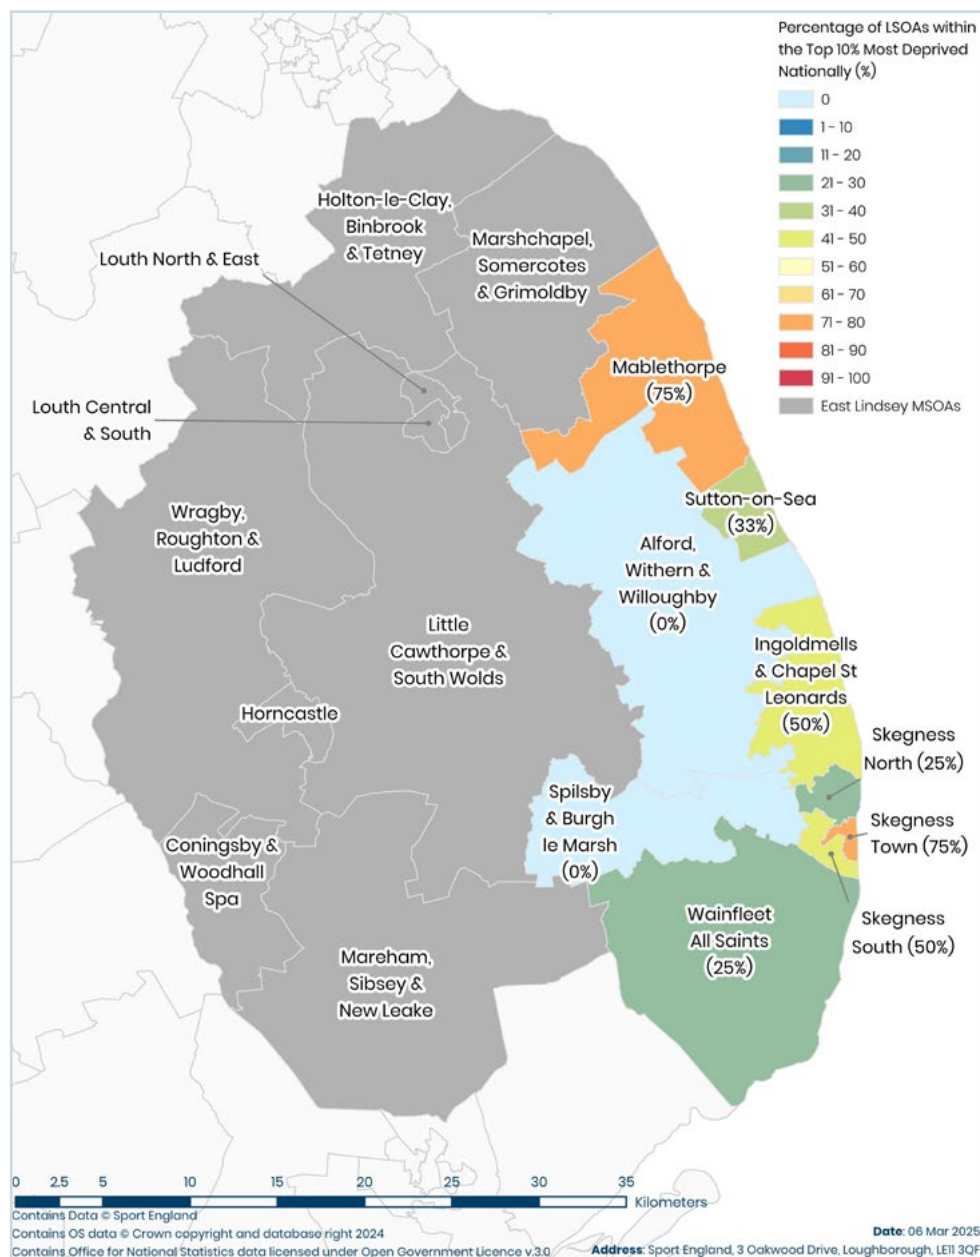 Percentage of LSOAs within
the Top 10% Most Deprived
Nationally (%)
0
1 - 10
11 - 20
21 - 30
31 - 40
41 - 50
51 - 60
61 - 70
71 - 80
81 - 90
91 - 100
East Lindsey MSOAs
Holton-le-Clay,
Binbrook
& Tetney
Louth North & East
Marshchapel,
Somercotes
& Grimoldby
Mablethorpe
(75%)
Louth Central
& South
Sutton-on-Sea
(33%)
Wragby,
Roughton &
Ludford
Alford,
Withern &
Willoughby
(0%)
Little
Cawthorpe &
South Wolds
Ingoldmells
& Chapel St
Leonards
(50%)
Horncastle
Skegness
North (25%)
Spilsby
& Burgh
le Marsh
(0%)
Skegness
Town (75%)
Coningsby &
Woodhall
Spa
Skegness
South (50%)
Wainfleet
All Saints
(25%)
Mareham,
Sibsey &
New Leake
0 2.5 5 10 15 20 25 30 35
Kilometers
Contains Data © Sport England
Contains OS data © Crown copyright and database right 2024
Date: 06 Mar 2025
Contains Office for National Statistics data licensed under Open Government Licence v.3.0
Address: Sport England, 3 Oakwood Drive, Loughborough, LE11 3QF